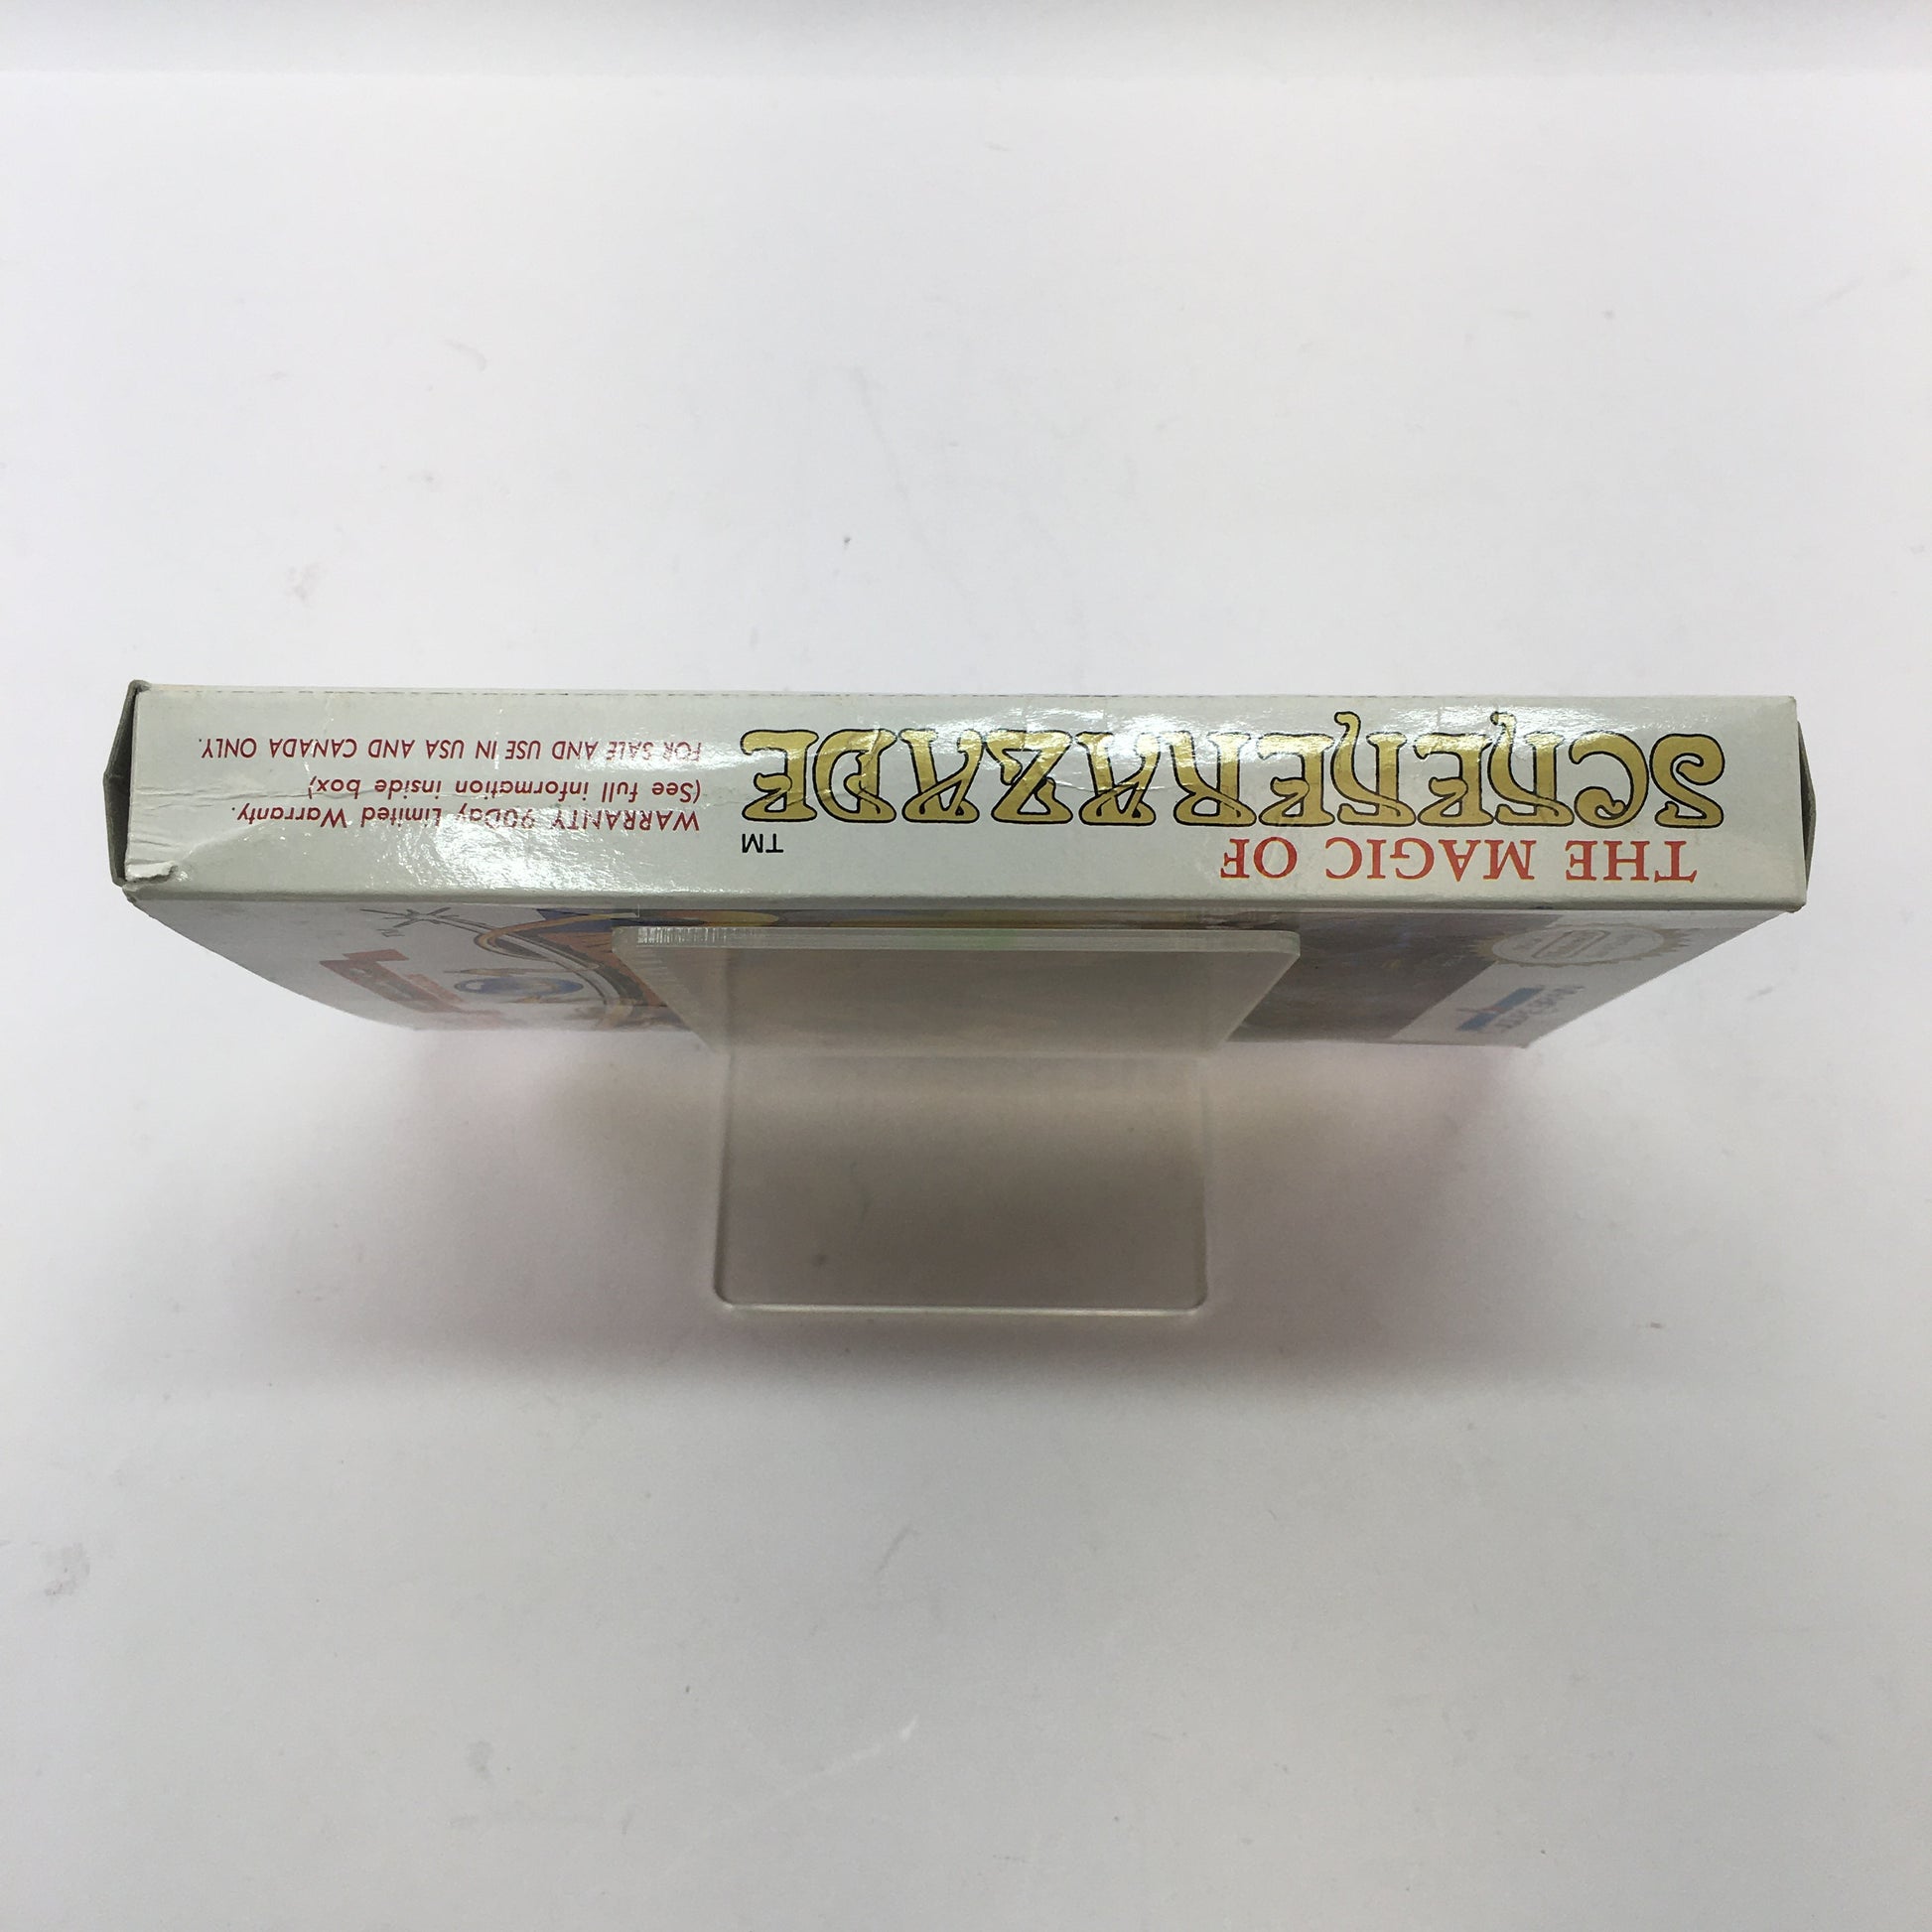 THE MAGIC OF
SCHEHERAZADE
TM
WARRANTY 90Day Limited Warranty.
(See full information inside box)
FOR SALE AND USE IN USA AND CANADA ONLY.